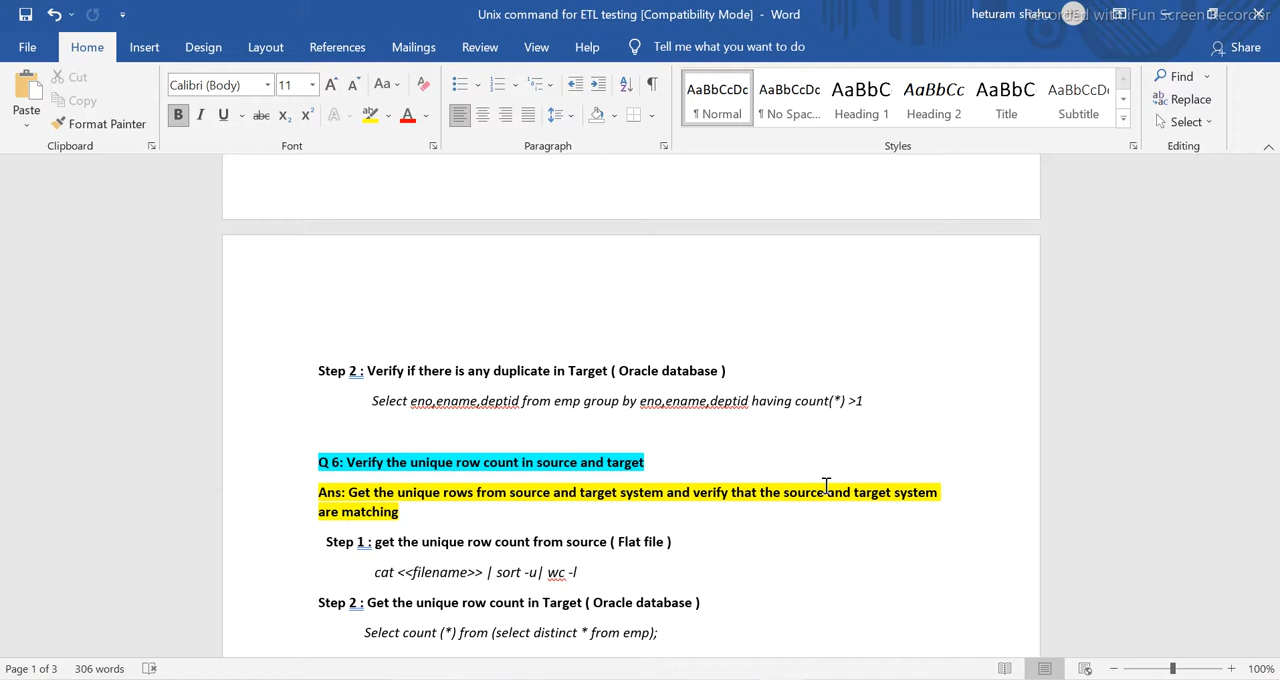 Unix command for ETL testing [Compatibility Mode] - Word
heturam shahu
Recorded with iFun Screen Recorder
File Home Insert Design Layout References Mailings Review View Help Tell me what you want to do Share
Paste Cut Copy Format Painter
Calibri (Body) 11
AaBbCcDc AaBbCcDc AaBbC AaBbCc AaBbC AaBbCcD
¶ Normal ¶ No Spac... Heading 1 Heading 2 Title Subtitle
Find Replace Select
Clipboard Font Paragraph Styles Editing
Step 2 : Verify if there is any duplicate in Target ( Oracle database )
Select eno,ename,deptid from emp group by eno,ename,deptid having count(*) >1
Q 6: Verify the unique row count in source and target
Ans: Get the unique rows from source and target system and verify that the source and target system
are matching
Step 1 : get the unique row count from source ( Flat file )
cat <<filename>> | sort -u| wc -l
Step 2 : Get the unique row count in Target ( Oracle database )
Select count (*) from (select distinct * from emp);
Page 1 of 3 306 words 100%